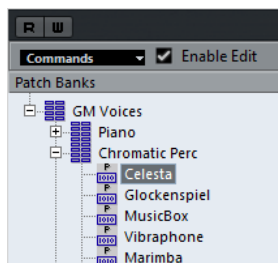 R W
Commands Enable Edit
Patch Banks
GM Voices
Piano
Chromatic Perc
P
Celesta
P
Glockenspiel
P
MusicBox
P
Vibraphone
P
Marimba